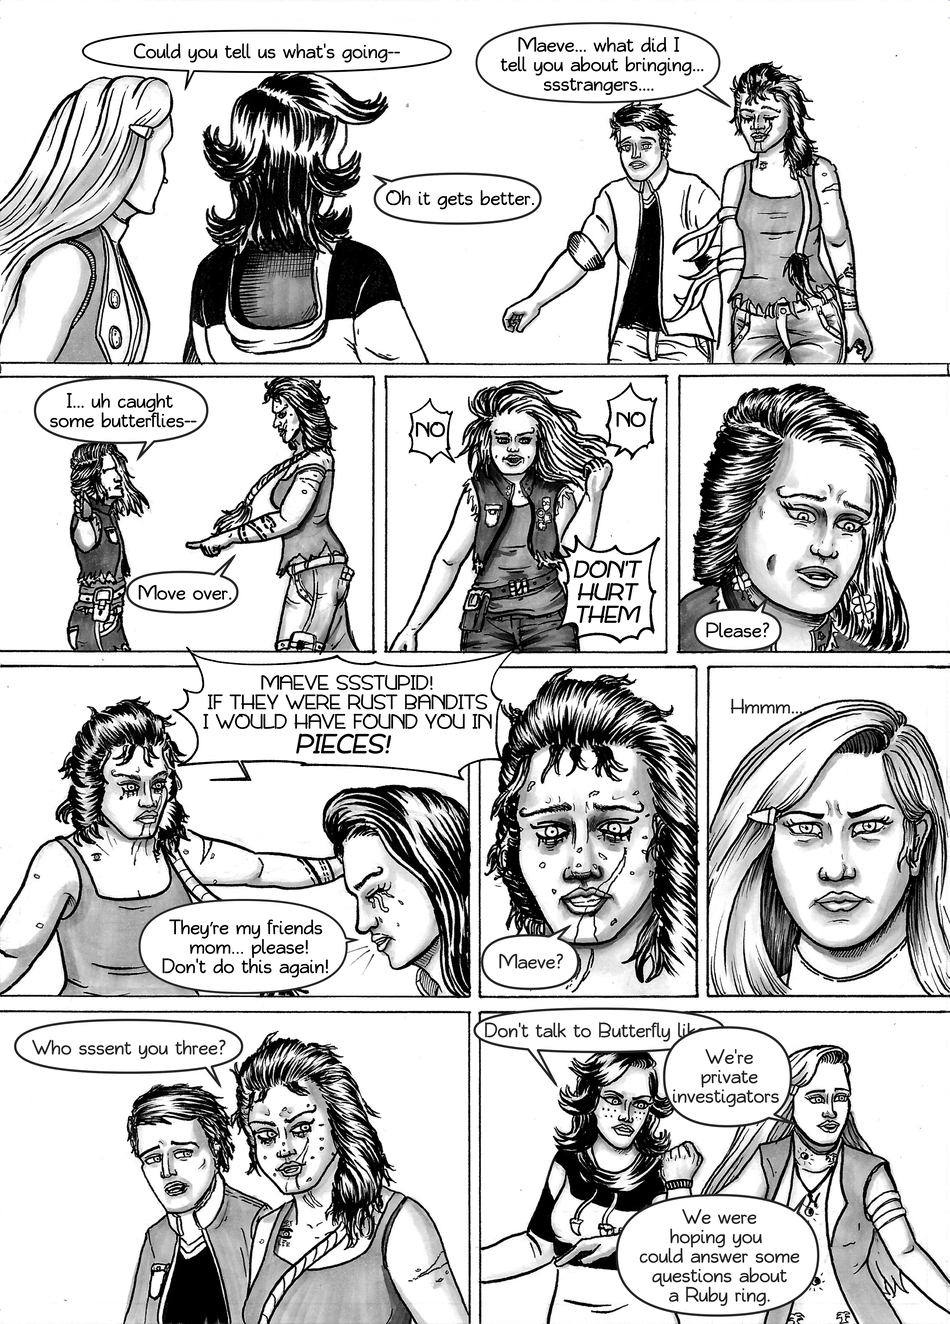 Could you tell us what's going--
Maeve... what did I
tell you about bringing...
ssstrangers....
Oh it gets better.
I... uh caught
some butterflies--
Move over.
NO
NO
DON'T
HURT
THEM
Please?
MAEVE SSSTUPID!
IF THEY WERE RUST BANDITS
I WOULD HAVE FOUND YOU IN
PIECES!
They're my friends
mom... please!
Don't do this again!
Maeve?
Hmmm...
Who sssent you three?
Don't talk to Butterfly like
We're
private
investigators
We were
hoping you
could answer some
questions about
a Ruby ring.